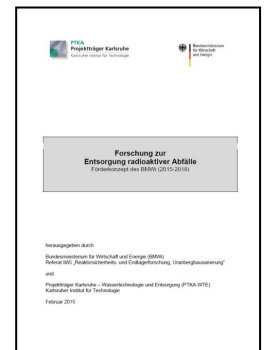 PTKA
Projektträger Karlsruhe
Karlsruher Institut für Technologie
Bundesministerium
für Wirtschaft
und Energie
Forschung zur
Entsorgung radioaktiver Abfälle
Förderkonzept des BMWi (2015-2018)
herausgegeben durch
Bundesministerium für Wirtschaft und Energie (BMWi)
Referat IIA5 „Reaktorsicherheits- und Endlagerforschung, Uranbergbausanierung“
und
Projektträger Karlsruhe – Wassertechnologie und Entsorgung (PTKA-WTE)
Karlsruher Institut für Technologie
Februar 2015